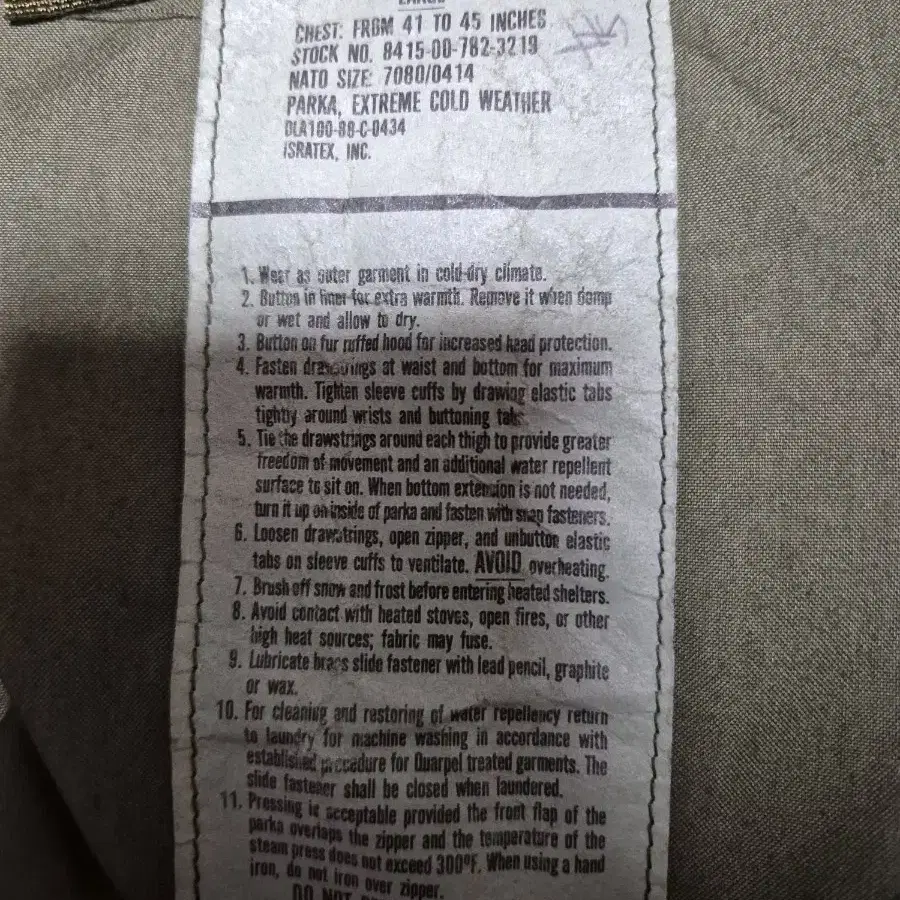 CHEST: FROM 41 TO 45 INCHES
STOCK NO. 8415-00-782-3219
NATO SIZE: 7080/0414
PARKA, EXTREME COLD WEATHER
DLA100-88-C-0434
ISRATEX, INC.
1. Wear as outer garment in cold-dry climate.
2. Button in liner for extra warmth. Remove it when damp
or wet and allow to dry.
3. Button on fur ruffed hood for increased head protection.
4. Fasten drawstrings at waist and bottom for maximum
warmth. Tighten sleeve cuffs by drawing elastic tabs
tightly around wrists and buttoning tabs.
5. Tie the drawstrings around each thigh to provide greater
freedom of movement and an additional water repellent
surface to sit on. When bottom extension is not needed,
turn it up on inside of parka and fasten with snap fasteners.
6. Loosen drawstrings, open zipper, and unbutton elastic
tabs on sleeve cuffs to ventilate. AVOID overheating.
7. Brush off snow and frost before entering heated shelters.
8. Avoid contact with heated stoves, open fires, or other
high heat sources; fabric may fuse.
9. Lubricate brass slide fastener with lead pencil, graphite
or wax.
10. For cleaning and restoring of water repellency return
to laundry for machine washing in accordance with
established procedure for Quarpel treated garments. The
slide fastener shall be closed when laundered.
11. Pressing is acceptable provided the front flap of the
parka overlaps the zipper and the temperature of the
steam press does not exceed 300°F. When using a hand
iron, do not iron over zipper.
DO NOT